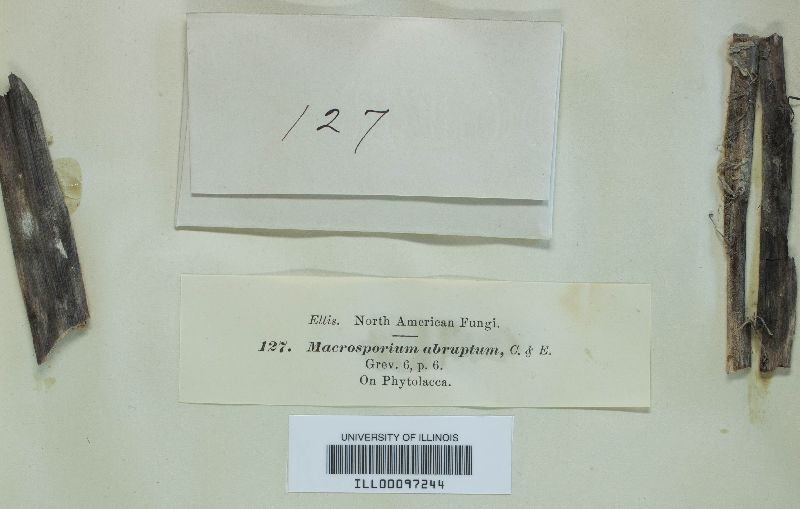 127
Ellis. North American Fungi.
127. Macrosporium abruptum, C. & E.
Grev. 6, p. 6.
On Phytolacca.
UNIVERSITY OF ILLINOIS
ILL00097244